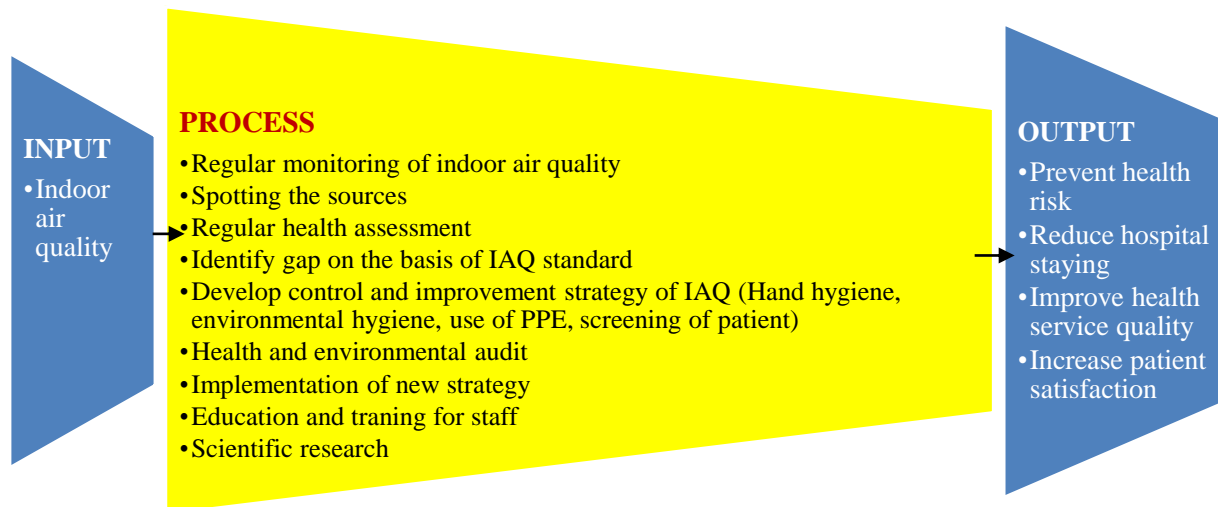 INPUT
•Indoor
air
quality
PROCESS
•Regular monitoring of indoor air quality
•Spotting the sources
•Regular health assessment
•Identify gap on the basis of IAQ standard
•Develop control and improvement strategy of IAQ (Hand hygiene,
environmental hygiene, use of PPE, screening of patient)
•Health and environmental audit
•Implementation of new strategy
•Education and traning for staff
•Scientific research
OUTPUT
•Prevent health
risk
•Reduce hospital
staying
•Improve health
service quality
•Increase patient
satisfaction